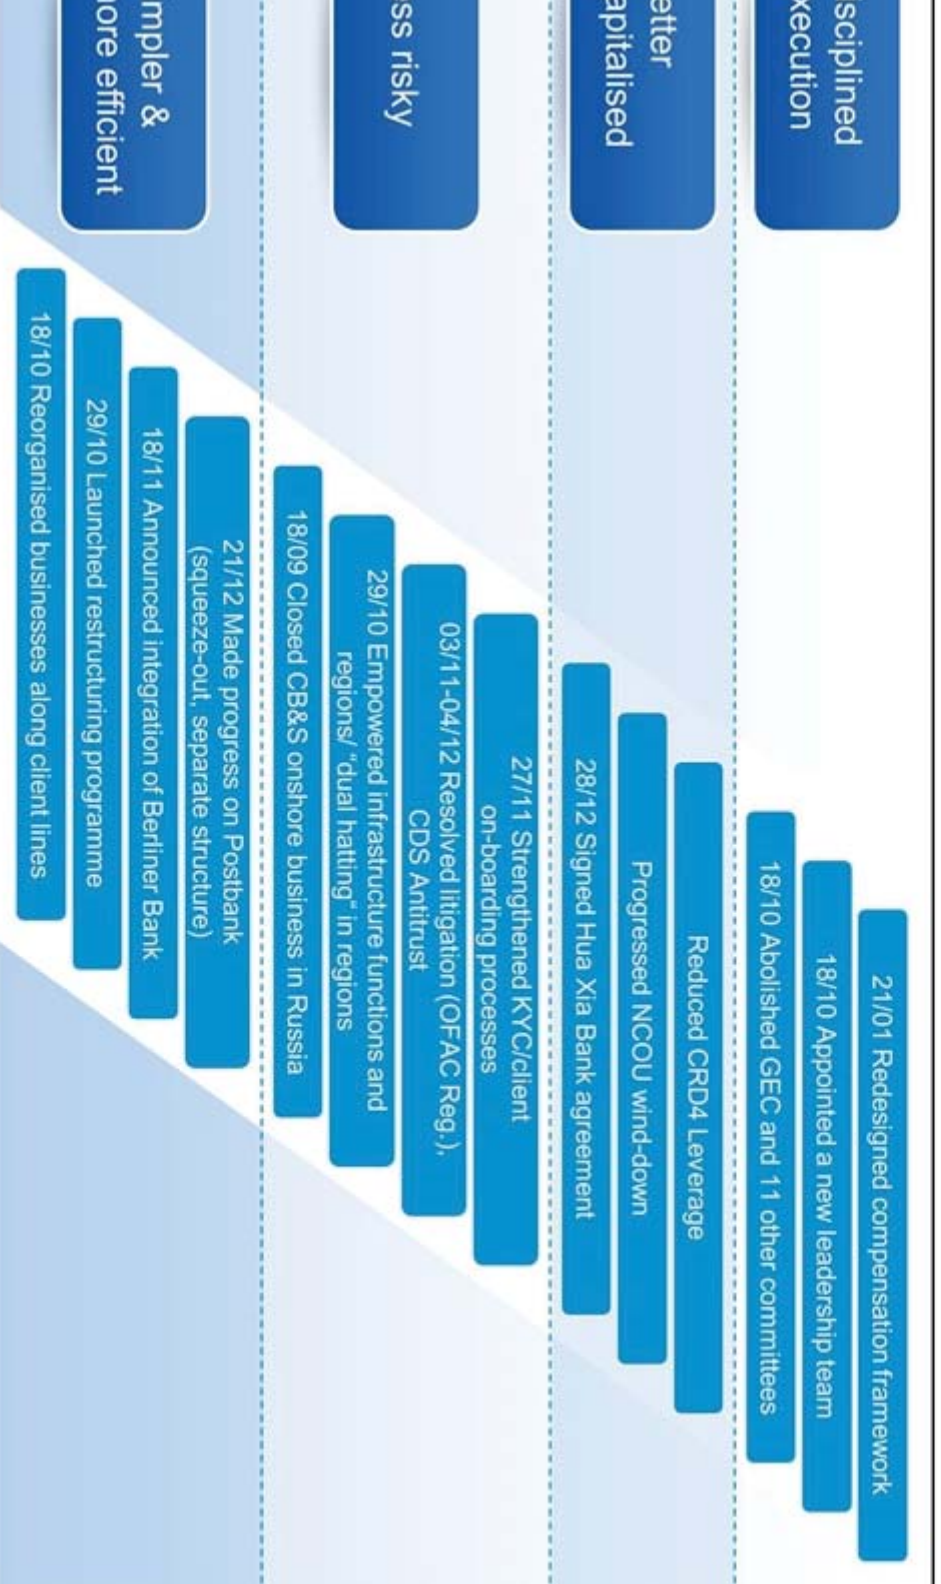 isciplined
xecution
21/01 Redesigned compensation framework
18/10 Appointed a new leadership team
18/10 Abolished GEC and 11 other committees
etter
apitalised
Reduced CRD4 Leverage
Progressed NCOU wind-down
28/12 Signed Hua Xia Bank agreement
ss risky
27/11 Strengthened KYC/client
on-boarding processes
03/11-04/12 Resolved litigation (OFAC Reg.),
CDS Antitrust
29/10 Empowered infrastructure functions and
regions/ "dual hatting" in regions
18/09 Closed CB&S onshore business in Russia
mpler &
ore efficient
21/12 Made progress on Postbank
(squeeze-out, separate structure)
18/11 Announced integration of Berliner Bank
29/10 Launched restructuring programme
18/10 Reorganised businesses along client lines